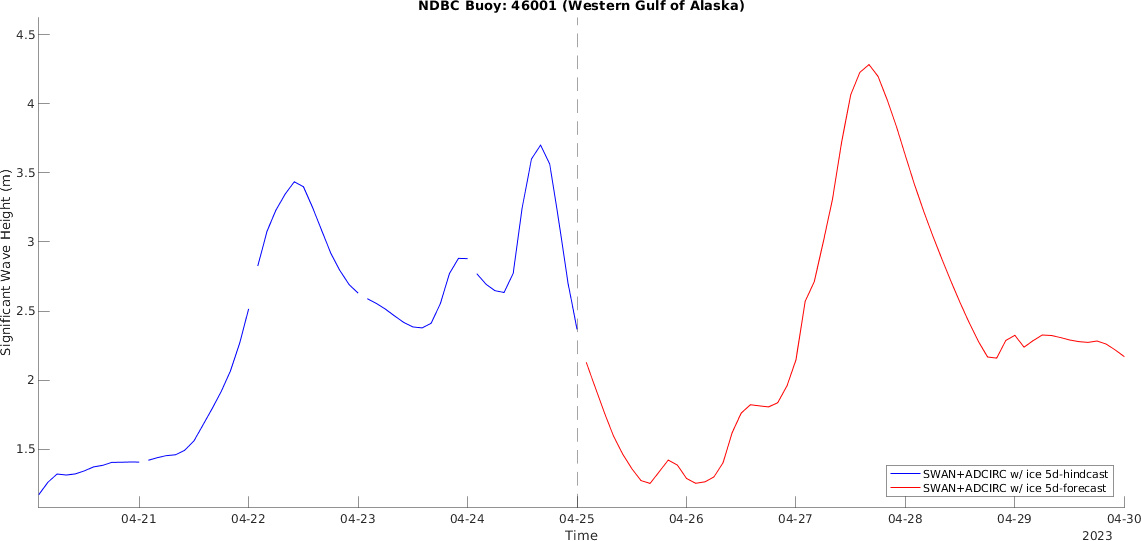 NDBC Buoy: 46001 (Western Gulf of Alaska)
4.5
4
3.5
3
2.5
2
1.5
Significant Wave Height (m)
SWAN+ADCIRC w/ ice 5d-hindcast
SWAN+ADCIRC w/ ice 5d-forecast
04-21 04-22 04-23 04-24 04-25 04-26 04-27 04-28 04-29 04-30
Time
2023